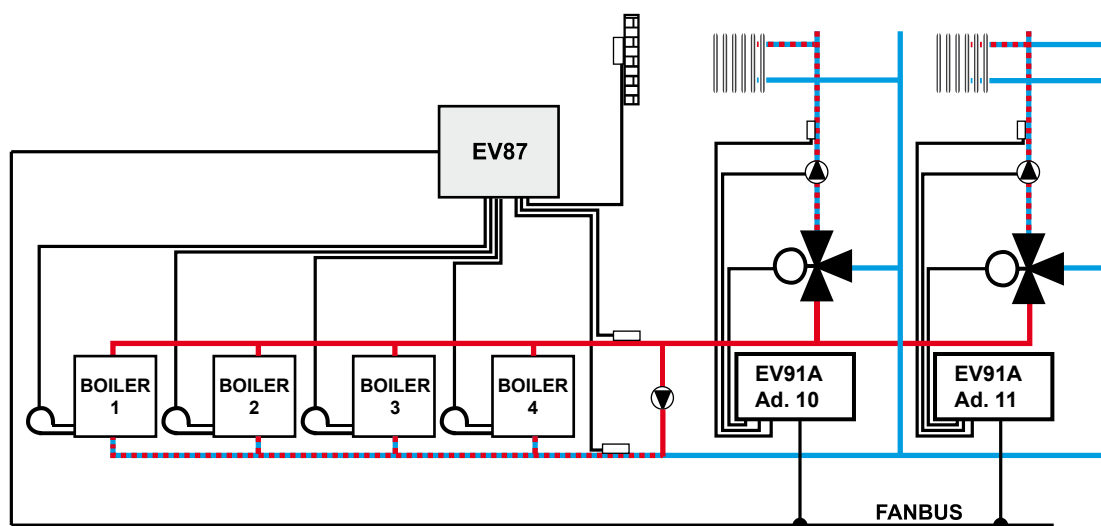 EV87
BOILER
1
BOILER
2
BOILER
3
BOILER
4
EV91A
Ad. 10
EV91A
Ad. 11
FANBUS